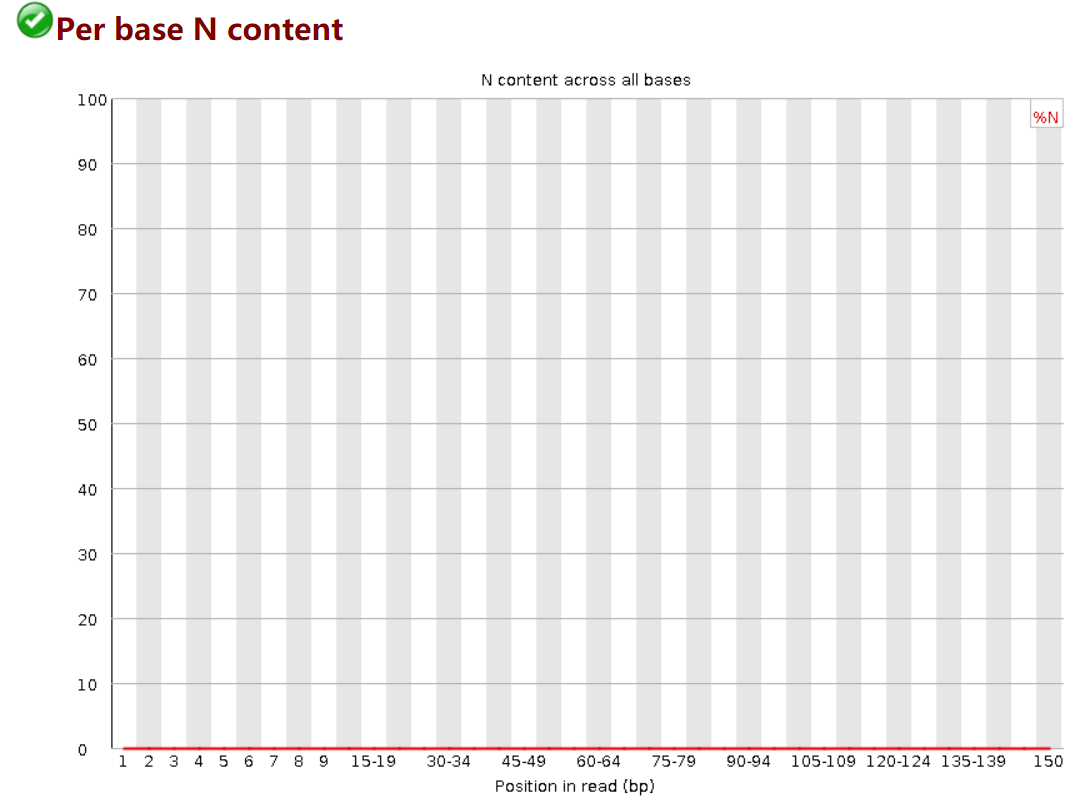 Per base N content
N content across all bases
%N
100
90
80
70
60
50
40
30
20
10
0
1 2 3 4 5 6 7 8 9 15-19 30-34 45-49 60-64 75-79 90-94 105-109 120-124 135-139 150
Position in read (bp)